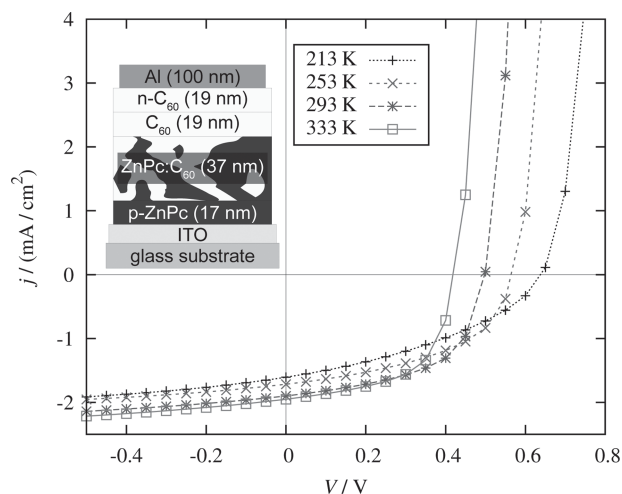 4
3
2
1
0
-1
-2
j / (mA / cm²)
Al (100 nm)
n-C₆₀ (19 nm)
C₆₀ (19 nm)
ZnPc:C₆₀ (37 nm)
p-ZnPc (17 nm)
ITO
glass substrate
213 K
253 K
293 K
333 K
-0.4 -0.2 0 0.2 0.4 0.6 0.8
V / V